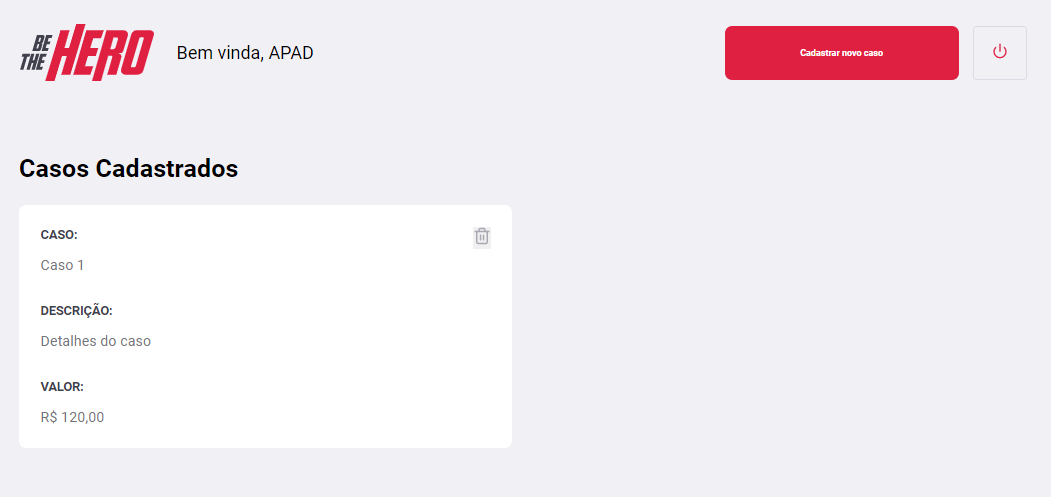 BE THE HERO
Bem vinda, APAD
Cadastrar novo caso
Casos Cadastrados
CASO:
Caso 1
DESCRIÇÃO:
Detalhes do caso
VALOR:
R$ 120,00